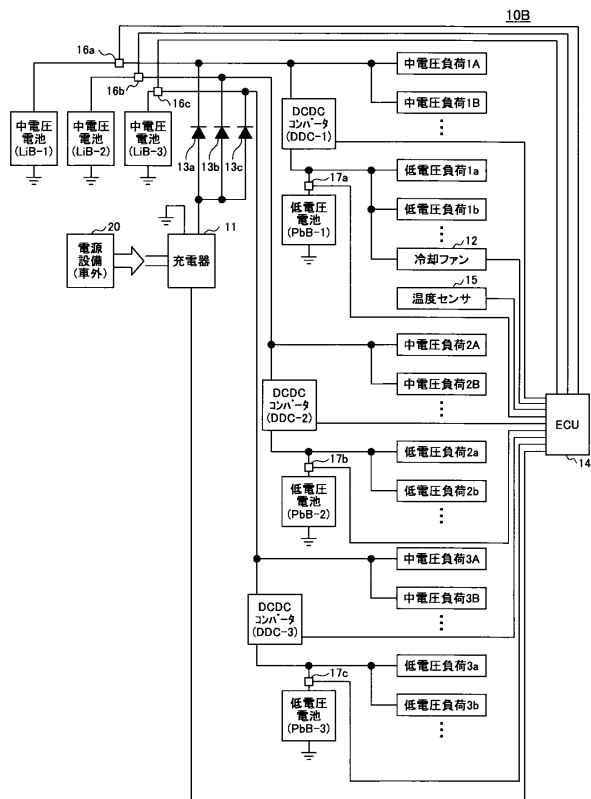 10B
16a
16b
16c
中電圧
電池
(LiB-1)
中電圧
電池
(LiB-2)
中電圧
電池
(LiB-3)
13a
13b
13c
DCDC
コンバータ
(DDC-1)
中電圧負荷1A
中電圧負荷1B
17a
低電圧
電池
(PbB-1)
低電圧負荷1a
低電圧負荷1b
12
冷却ファン
15
温度センサ
20
電源
設備
(車外)
11
充電器
中電圧負荷2A
中電圧負荷2B
DCDC
コンバータ
(DDC-2)
ECU
14
17b
低電圧
電池
(PbB-2)
低電圧負荷2a
低電圧負荷2b
中電圧負荷3A
中電圧負荷3B
DCDC
コンバータ
(DDC-3)
17c
低電圧
電池
(PbB-3)
低電圧負荷3a
低電圧負荷3b